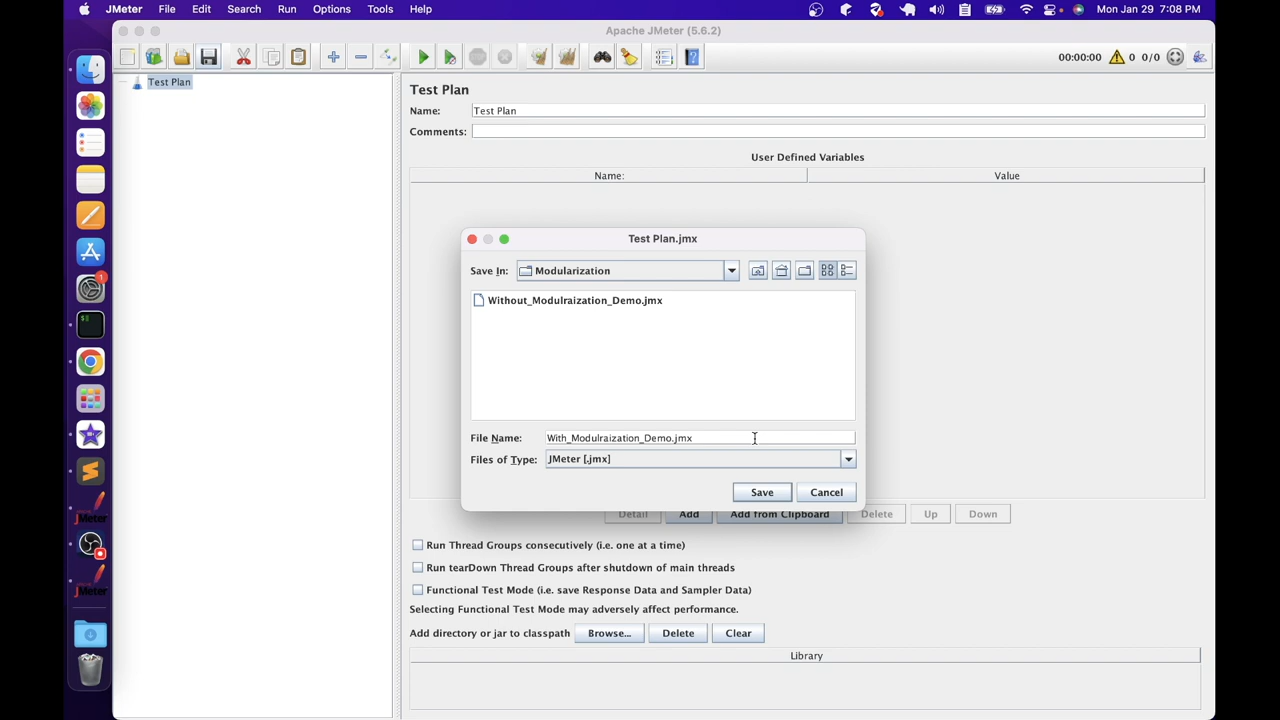 JMeter File Edit Search Run Options Tools Help Mon Jan 29 7:08 PM
Apache JMeter (5.6.2)
00:00:00 0 0/0
Test Plan
Test Plan
Name: Test Plan
Comments:
User Defined Variables
Name: Value
Test Plan.jmx
Save In: Modularization
Without_Modulraization_Demo.jmx
File Name: With_Modulraization_Demo.jmx
Files of Type: JMeter [.jmx]
Save Cancel
Detail Add Add from Clipboard Delete Up Down
Run Thread Groups consecutively (i.e. one at a time)
Run tearDown Thread Groups after shutdown of main threads
Functional Test Mode (i.e. save Response Data and Sampler Data)
Selecting Functional Test Mode may adversely affect performance.
Add directory or jar to classpath Browse... Delete Clear
Library
1
$5
JMeter
JMeter